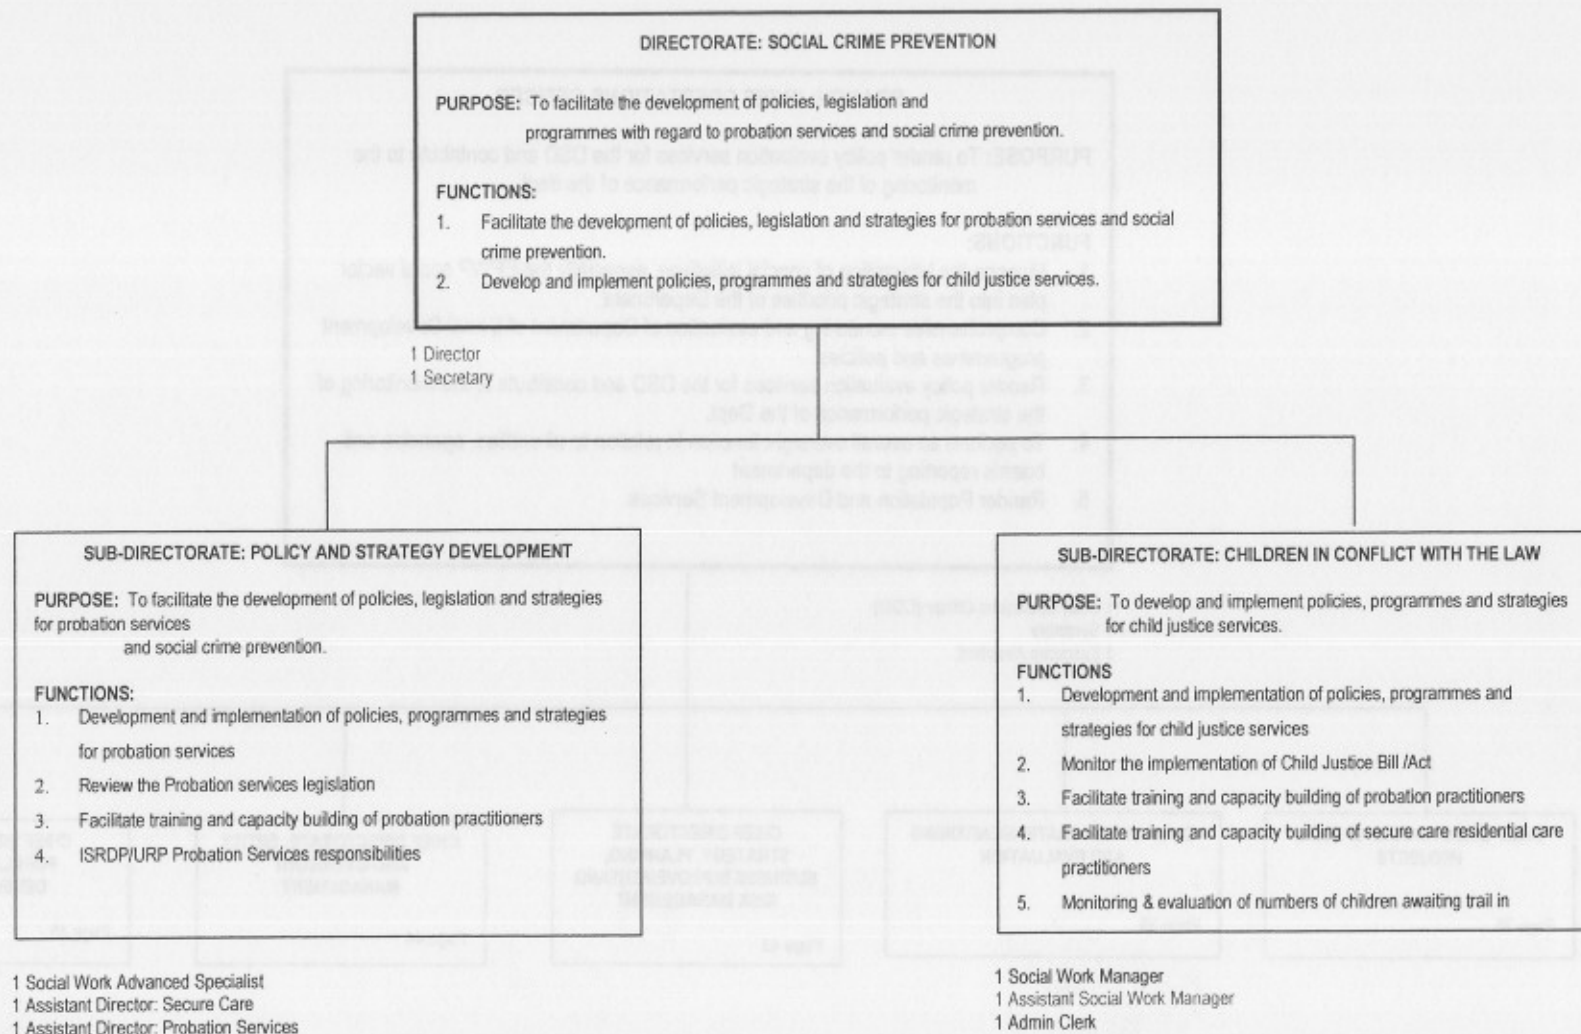 DIRECTORATE: SOCIAL CRIME PREVENTION
PURPOSE: To facilitate the development of policies, legislation and
programmes with regard to probation services and social crime prevention.
FUNCTIONS:
1. Facilitate the development of policies, legislation and strategies for probation services and social
crime prevention.
2. Develop and implement policies, programmes and strategies for child justice services.
1 Director
1 Secretary
SUB-DIRECTORATE: POLICY AND STRATEGY DEVELOPMENT
PURPOSE: To facilitate the development of policies, legislation and strategies
for probation services
and social crime prevention.
FUNCTIONS:
1. Development and implementation of policies, programmes and strategies
for probation services
2. Review the Probation services legislation
3. Facilitate training and capacity building of probation practitioners
4. ISRDP/URP Probation Services responsibilities
1 Social Work Advanced Specialist
1 Assistant Director: Secure Care
1 Assistant Director: Probation Services
SUB-DIRECTORATE: CHILDREN IN CONFLICT WITH THE LAW
PURPOSE: To develop and implement policies, programmes and strategies
for child justice services.
FUNCTIONS
1. Development and implementation of policies, programmes and
strategies for child justice services
2. Monitor the implementation of Child Justice Bill /Act
3. Facilitate training and capacity building of probation practitioners
4. Facilitate training and capacity building of secure care residential care
practitioners
5. Monitoring & evaluation of numbers of children awaiting trail in
1 Social Work Manager
1 Assistant Social Work Manager
1 Admin Clerk